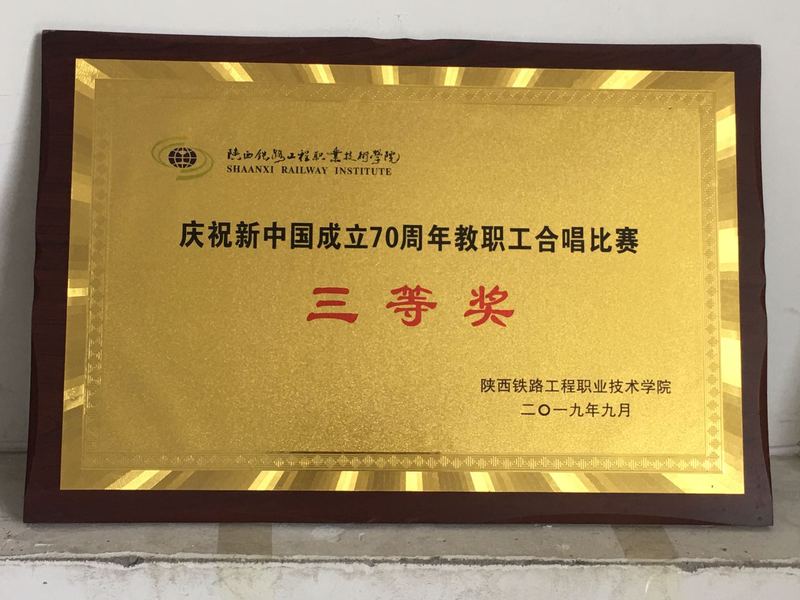 陕西铁路工程职业技术学院
SHAANXI RAILWAY INSTITUTE
庆祝新中国成立70周年教职工合唱比赛
三等奖
陕西铁路工程职业技术学院
二〇一九年九月